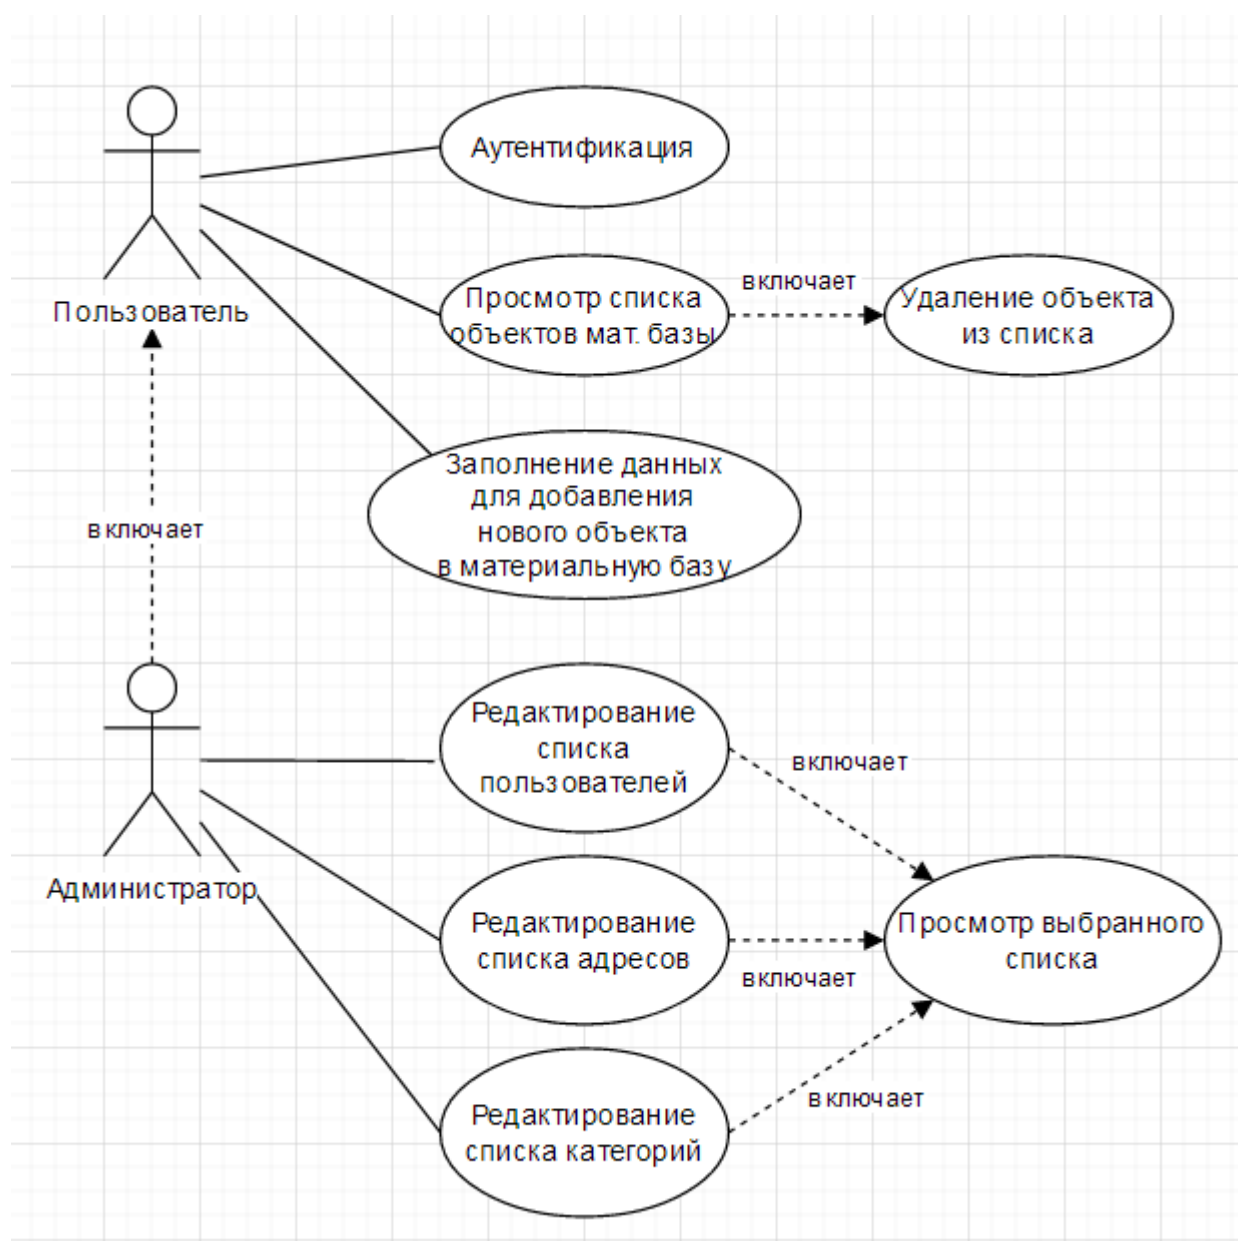 Аутентификация
Просмотр списка
объектов мат. базы
включает
Удаление объекта
из списка
Пользователь
Заполнение данных
для добавления
нового объекта
в материальную базу
включает
Редактирование
списка
пользователей
включает
Администратор
Редактирование
списка адресов
включает
Просмотр выбранного
списка
Редактирование
списка категорий
включает